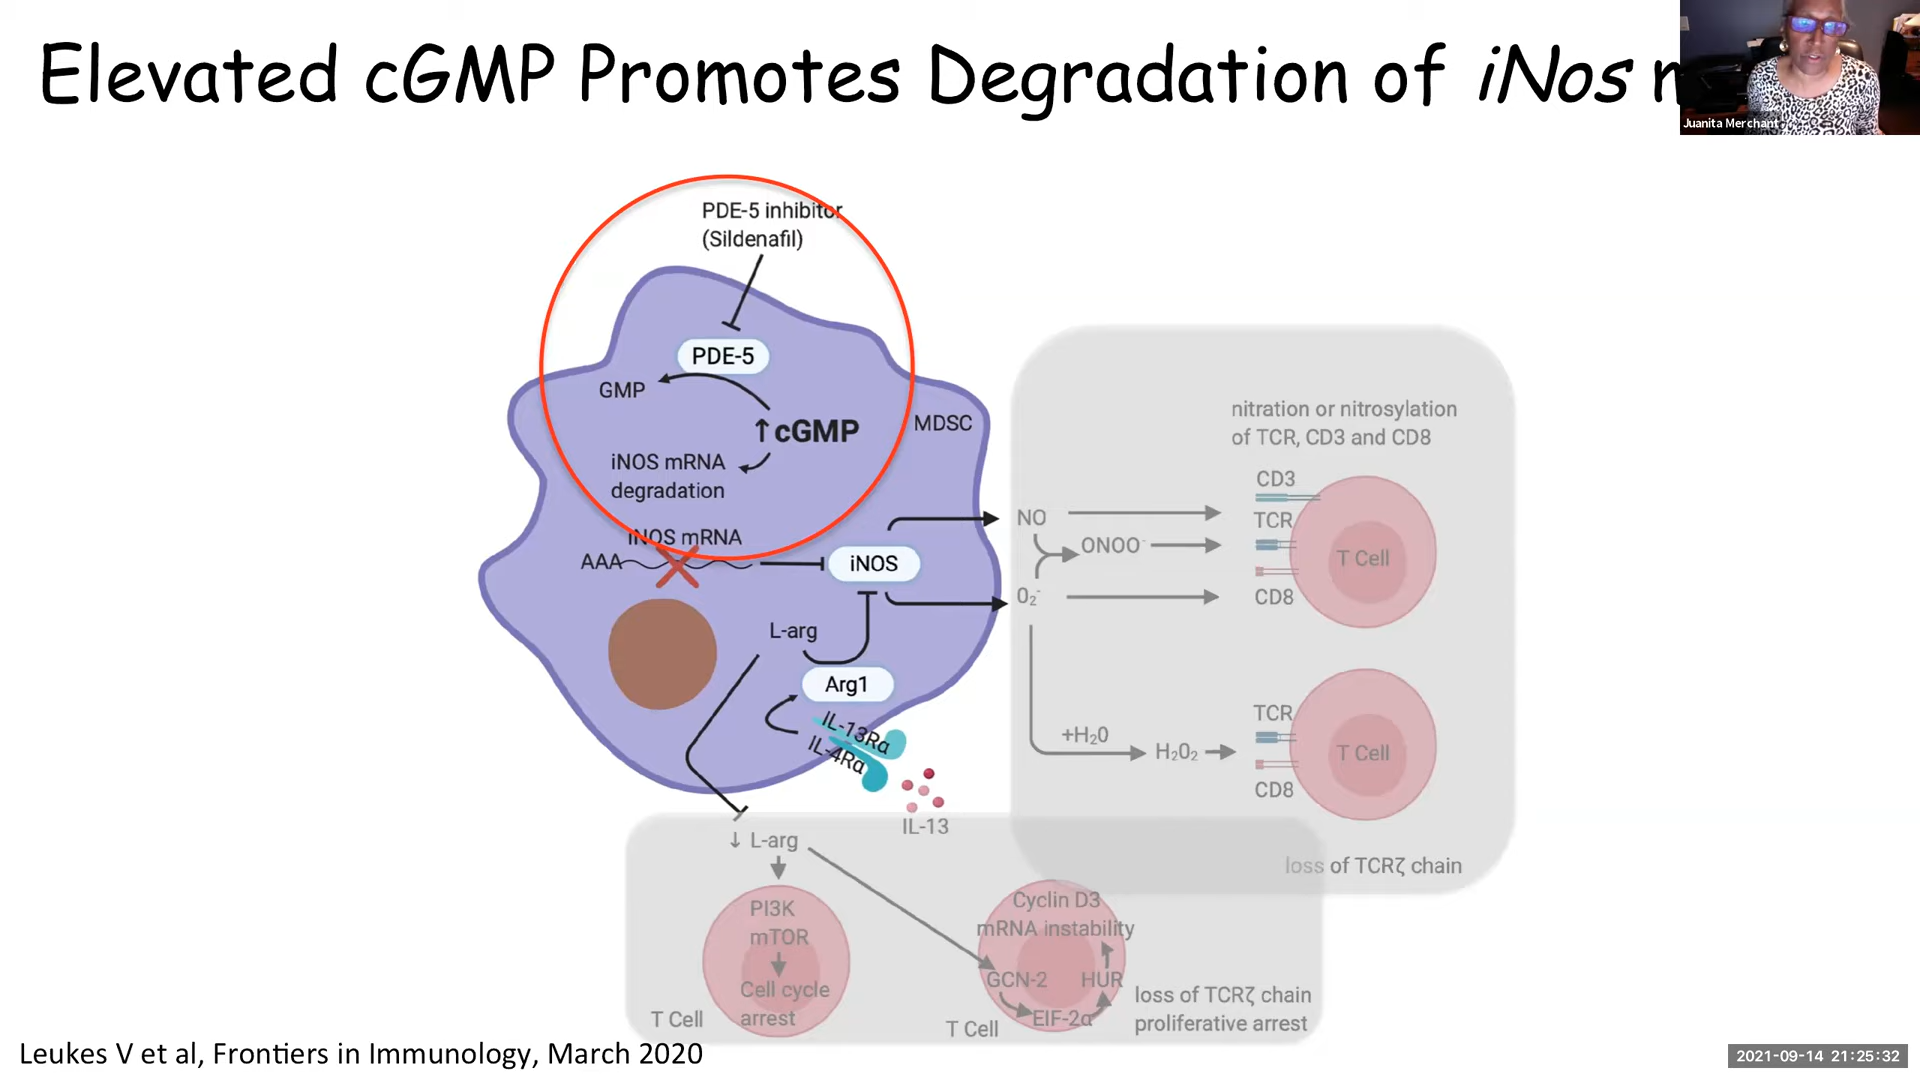 Elevated cGMP Promotes Degradation of iNos
Juanita Merchant
PDE-5 inhibitor
(Sildenafil)
PDE-5
GMP
↑cGMP
MDSC
iNOS mRNA
degradation
iNOS mRNA
AAA
iNOS
L-arg
Arg1
IL-13Rα
IL-4Rα
IL-13
nitration or nitrosylation
of TCR, CD3 and CD8
CD3
NO
TCR
ONOO⁻
T Cell
O₂⁻
CD8
TCR
+H₂0
H₂O₂
T Cell
CD8
loss of TCRζ chain
↓ L-arg
PI3K
mTOR
Cell cycle
arrest
T Cell
Cyclin D3
mRNA instability
GCN-2
HUR
EIF-2α
T Cell
loss of TCRζ chain
proliferative arrest
Leukes V et al, Frontiers in Immunology, March 2020
2021-09-14 21:25:32